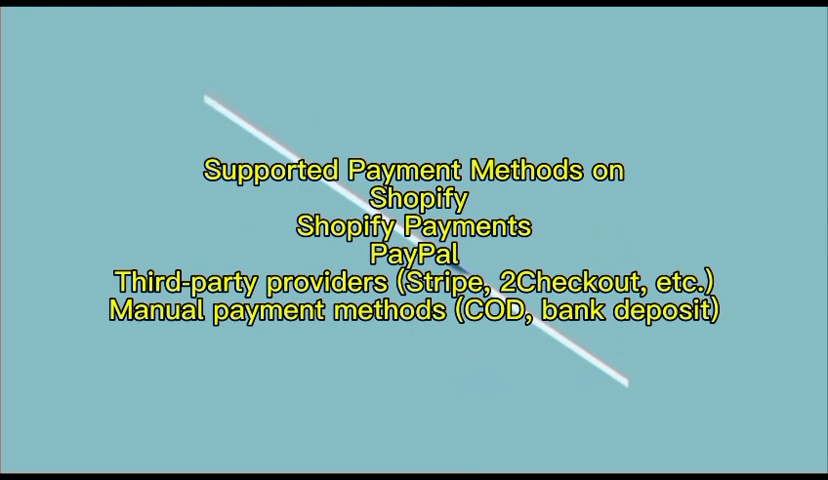 Supported Payment Methods on
Shopify
Shopify Payments
PayPal
Third-party providers (Stripe, 2Checkout, etc.)
Manual payment methods (COD, bank deposit)